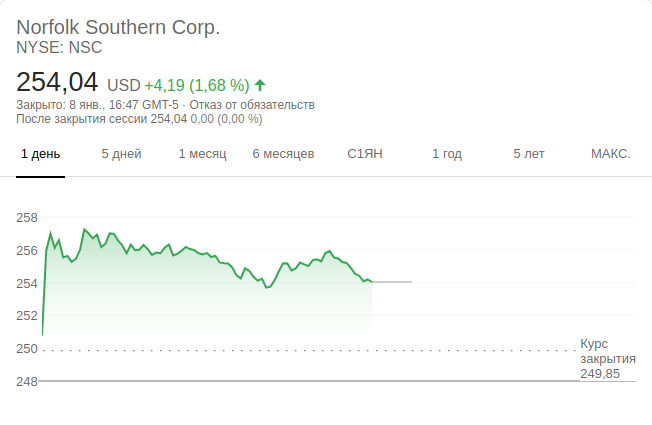 Norfolk Southern Corp.
NYSE: NSC
254,04 USD +4,19 (1,68 %)
Закрыто: 8 янв., 16:47 GMT-5 · Отказ от обязательств
После закрытия сессии 254,04 0,00 (0,00 %)
1 день 5 дней 1 месяц 6 месяцев С1ЯН 1 год 5 лет МАКС.
258
256
254
252
250
Курс
закрытия
249,85
248